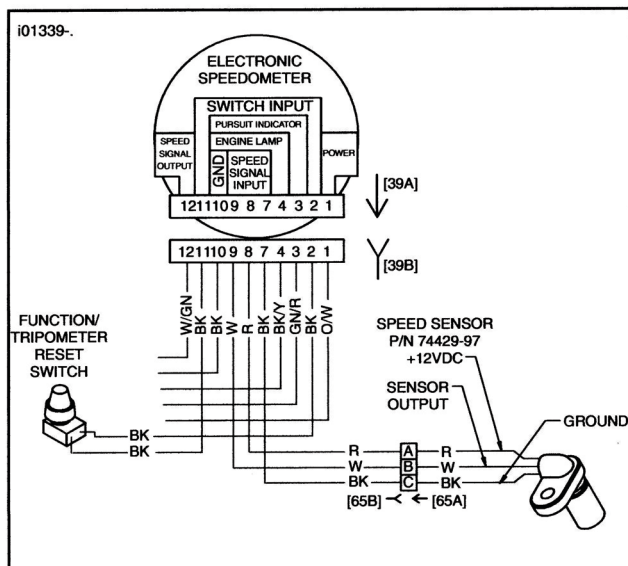 i01339-.
ELECTRONIC
SPEEDOMETER
SWITCH INPUT
PURSUIT INDICATOR
ENGINE LAMP
SPEED
SIGNAL
OUTPUT
GND
SPEED
SIGNAL
INPUT
POWER
12 11 10 9 8 7 4 3 2 1
[39A]
12 11 10 9 8 7 4 3 2 1
[39B]
W/GN
BK
BK
W
R
BK
BK/Y
GN/R
BK
O/W
FUNCTION/
TRIPOMETER
RESET
SWITCH
SPEED SENSOR
P/N 74429-97
+12VDC
SENSOR
OUTPUT
GROUND
BK
BK
R A R
W B W
BK C BK
[65B] [65A]